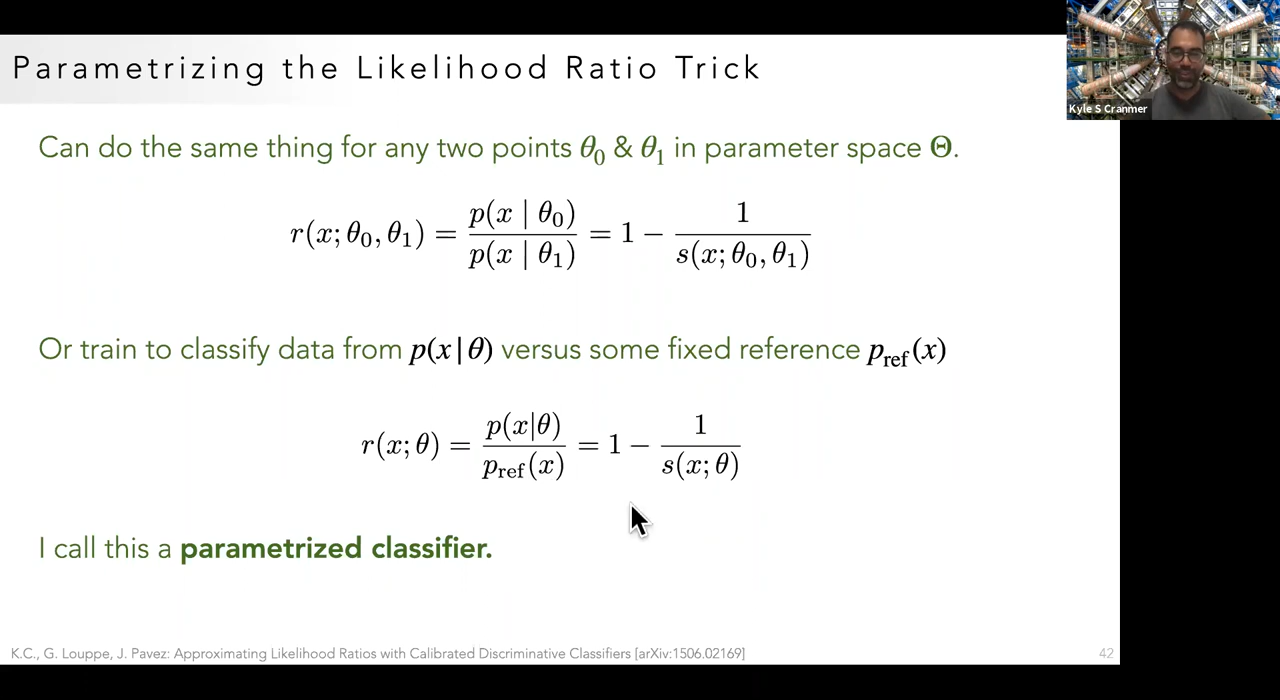 Parametrizing the Likelihood Ratio Trick
Kyle S Cranmer
Can do the same thing for any two points θ₀ & θ₁ in parameter space Θ.
r(x; θ₀, θ₁) = p(x | θ₀) / p(x | θ₁) = 1 − 1 / s(x; θ₀, θ₁)
Or train to classify data from p(x|θ) versus some fixed reference p_ref(x)
r(x; θ) = p(x|θ) / p_ref(x) = 1 − 1 / s(x; θ)
I call this a parametrized classifier.
K.C., G. Louppe, J. Pavez: Approximating Likelihood Ratios with Calibrated Discriminative Classifiers [arXiv:1506.02169]
42